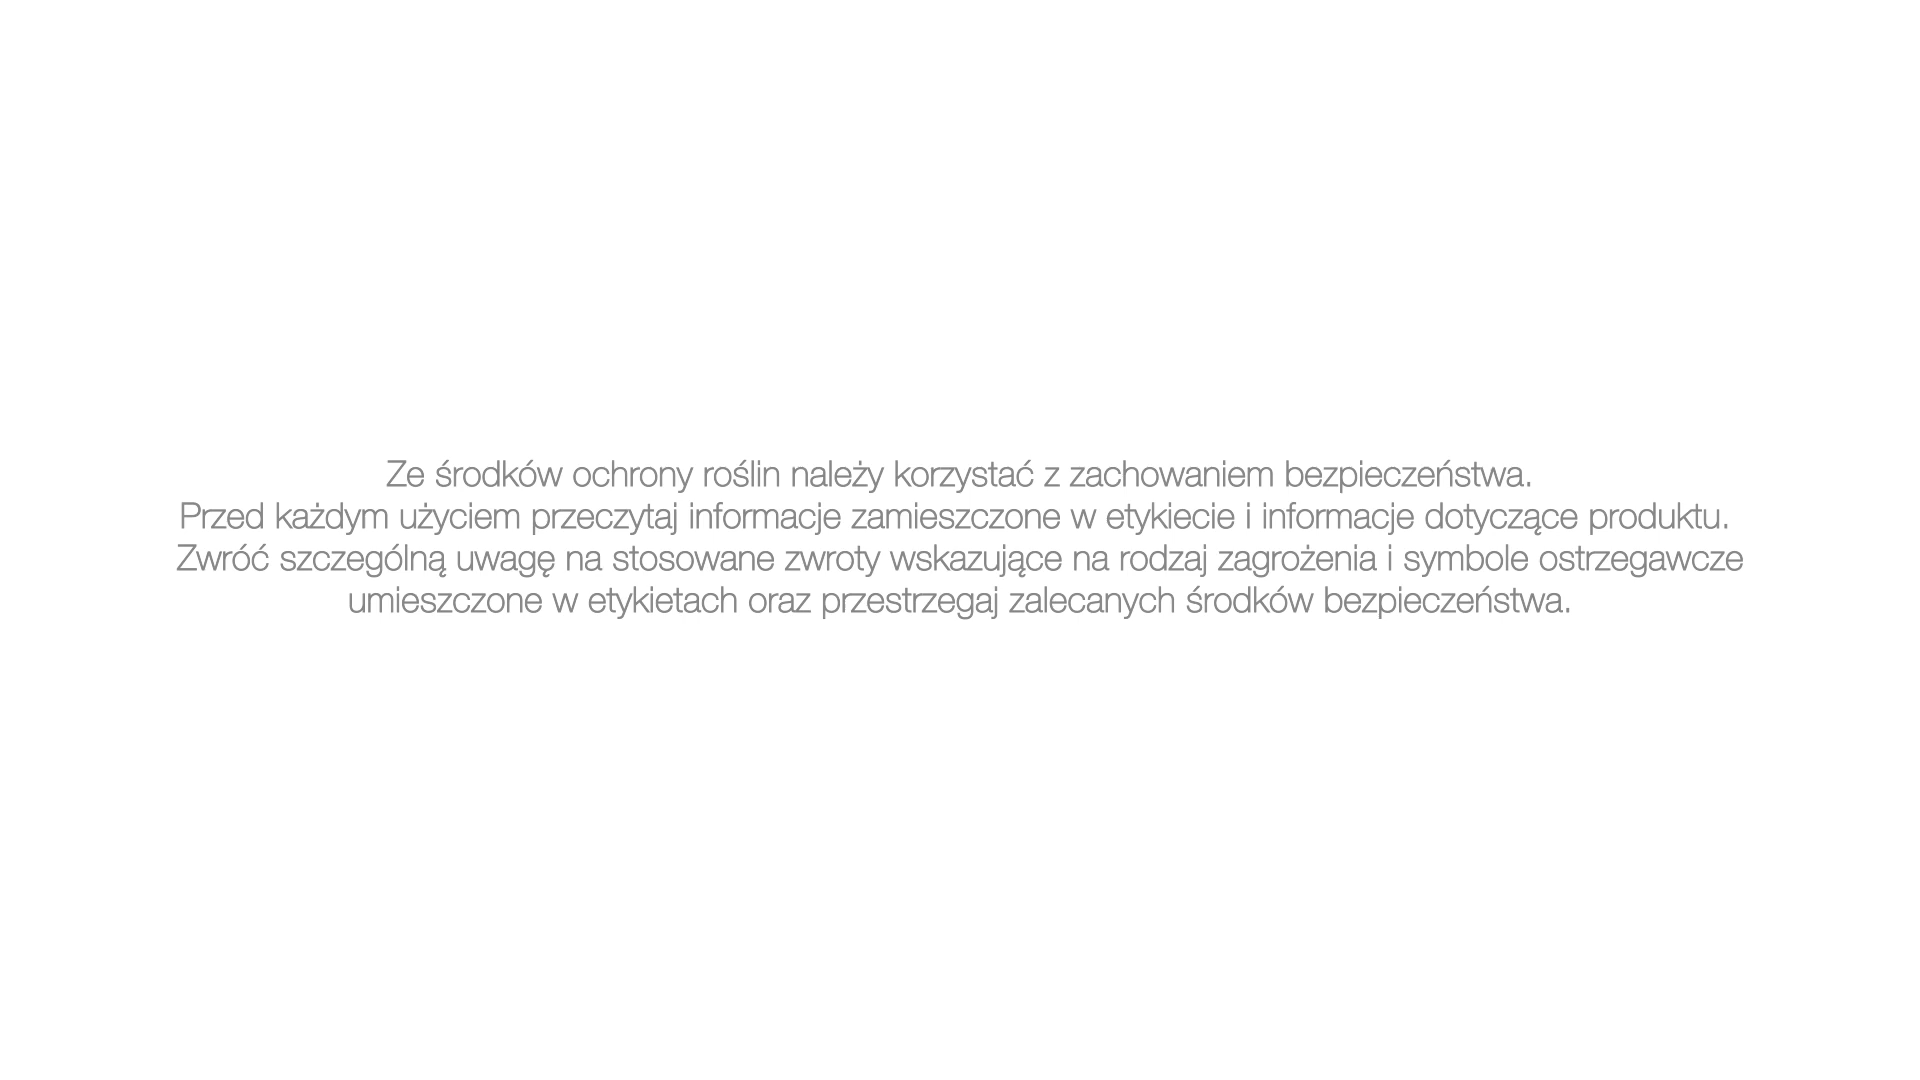 Ze środków ochrony roślin należy korzystać z zachowaniem bezpieczeństwa.
Przed każdym użyciem przeczytaj informacje zamieszczone w etykiecie i informacje dotyczące produktu.
Zwróć szczególną uwagę na stosowane zwroty wskazujące na rodzaj zagrożenia i symbole ostrzegawcze
umieszczone w etykietach oraz przestrzegaj zalecanych środków bezpieczeństwa.